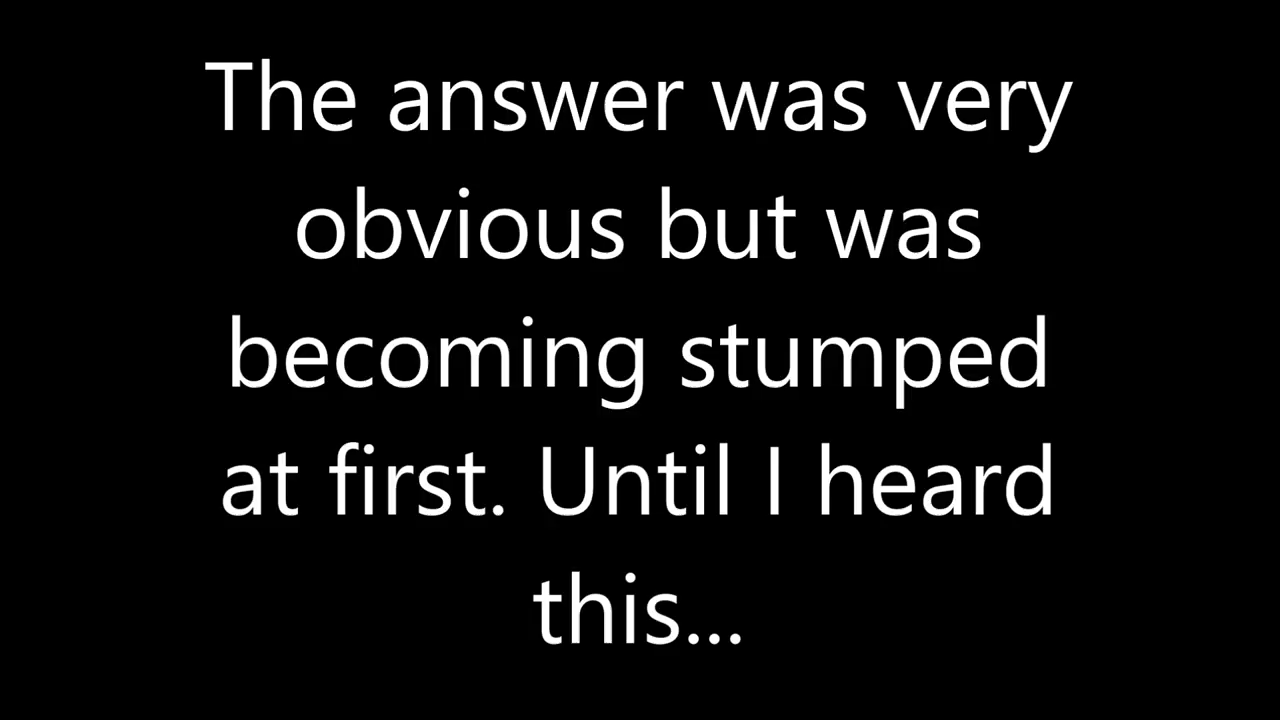 The answer was very
obvious but was
becoming stumped
at first. Until I heard
this...